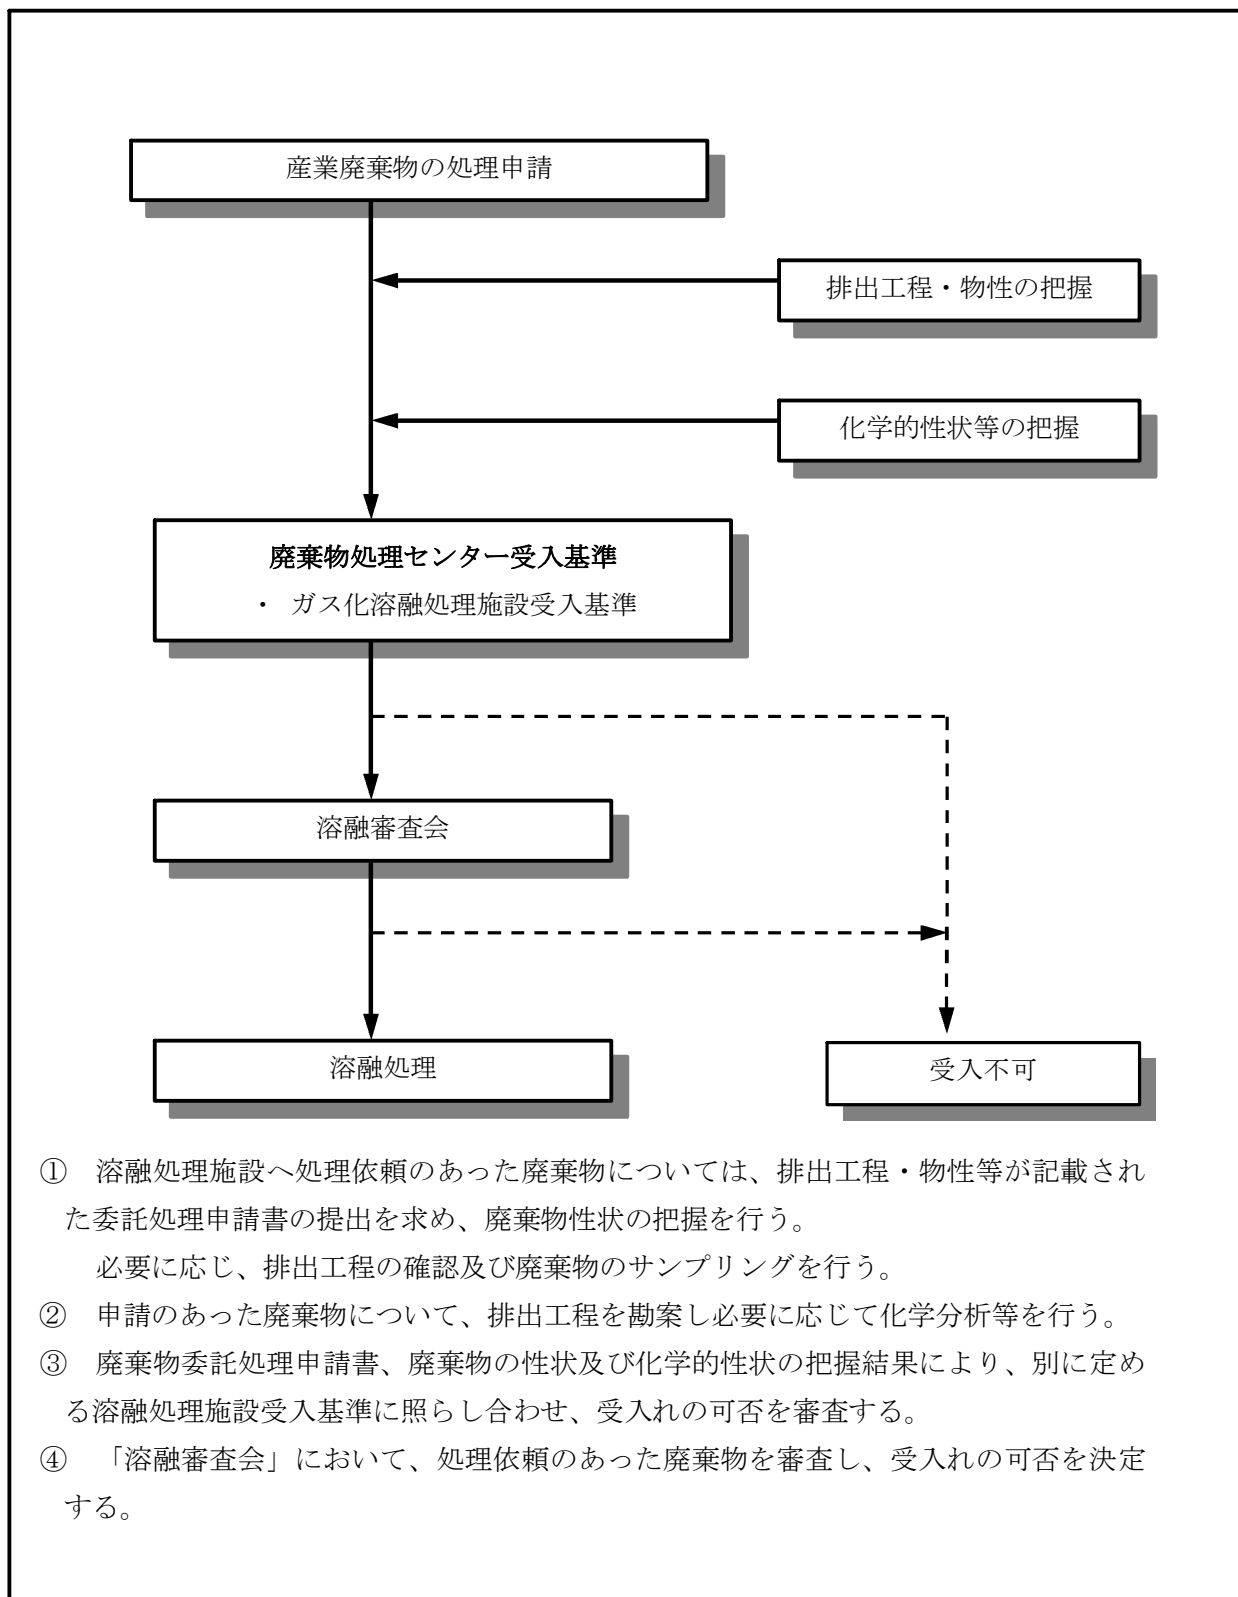 産業廃棄物の処理申請
排出工程・物性の把握
化学的性状等の把握
廃棄物処理センター受入基準
・ ガス化溶融処理施設受入基準
溶融審査会
溶融処理
受入不可
① 溶融処理施設へ処理依頼のあった廃棄物については、排出工程・物性等が記載され
た委託処理申請書の提出を求め、廃棄物性状の把握を行う。
必要に応じ、排出工程の確認及び廃棄物のサンプリングを行う。
② 申請のあった廃棄物について、排出工程を勘案し必要に応じて化学分析等を行う。
③ 廃棄物委託処理申請書、廃棄物の性状及び化学的性状の把握結果により、別に定め
る溶融処理施設受入基準に照らし合わせ、受入れの可否を審査する。
④ 「溶融審査会」において、処理依頼のあった廃棄物を審査し、受入れの可否を決定
する。